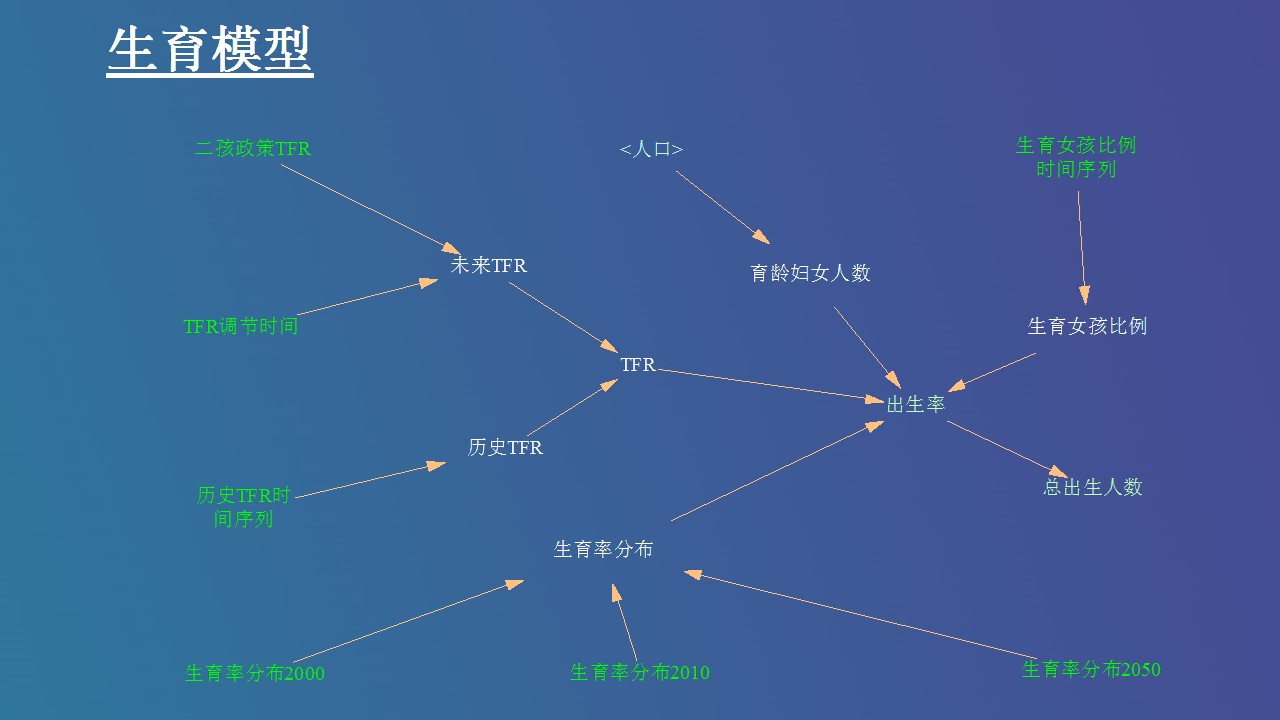 生育模型
二孩政策TFR
<人口>
生育女孩比例
时间序列
未来TFR
育龄妇女人数
TFR调节时间
生育女孩比例
TFR
出生率
历史TFR
历史TFR时
间序列
总出生人数
生育率分布
生育率分布2000
生育率分布2010
生育率分布2050